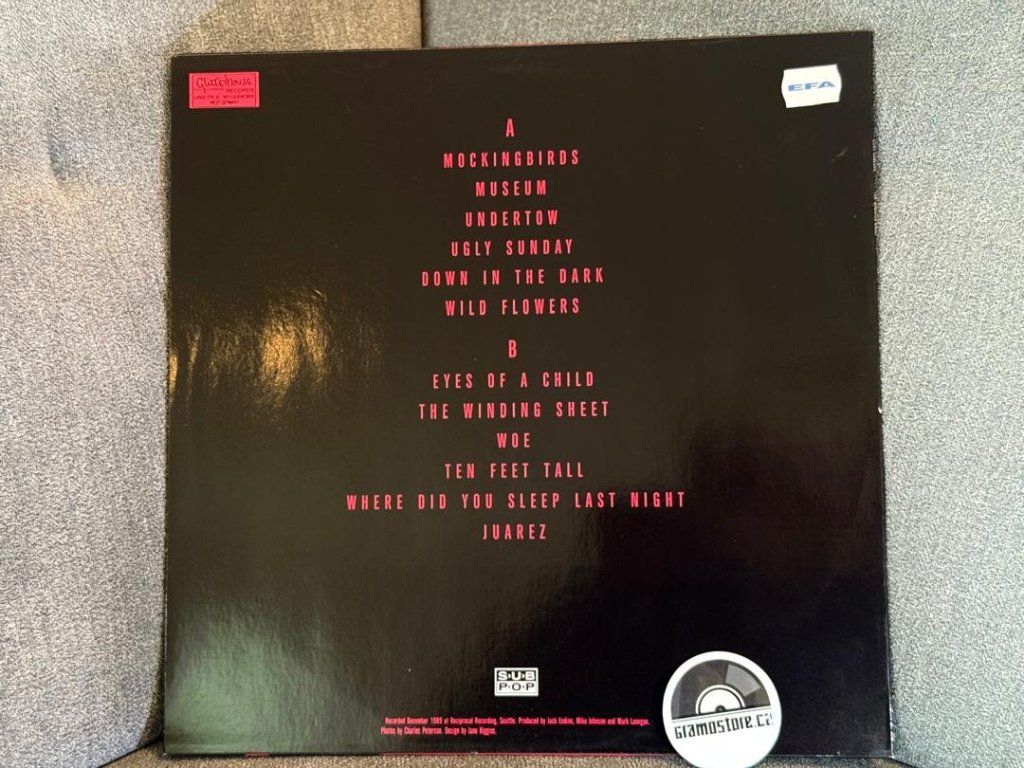 Glitterhouse
RECORDS
WEST GERMANY
EFA
A
MOCKINGBIRDS
MUSEUM
UNDERTOW
UGLY SUNDAY
DOWN IN THE DARK
WILD FLOWERS
B
EYES OF A CHILD
THE WINDING SHEET
WOE
TEN FEET TALL
WHERE DID YOU SLEEP LAST NIGHT
JUAREZ
SUB
POP
Recorded December 1989 at Reciprocal Recording, Seattle. Produced by Jack Endino, Mike Johnson and Mark Lanegan.
Photos by Charles Peterson. Design by Jane Higgins.
Gramostore.cz